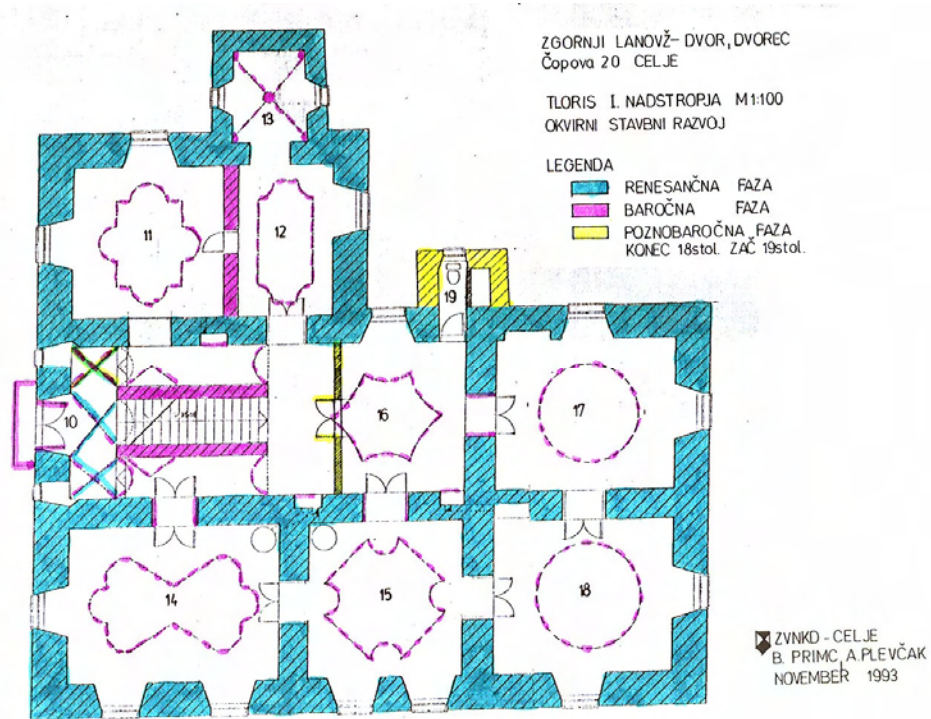 ZGORNJI LANOVŽ- DVOR, DVOREC
Čopova 20 CELJE
TLORIS I. NADSTROPJA M 1:100
OKVIRNI STAVBNI RAZVOJ
LEGENDA
RENESANČNA FAZA
BAROČNA FAZA
POZNOBAROČNA FAZA
KONEC 18stol. ZAČ 19stol.
13
11
12
19
10
16
17
14
15
18
ZVNKD - CELJE
B. PRIMC, A. PLEVČAK
NOVEMBER 1993